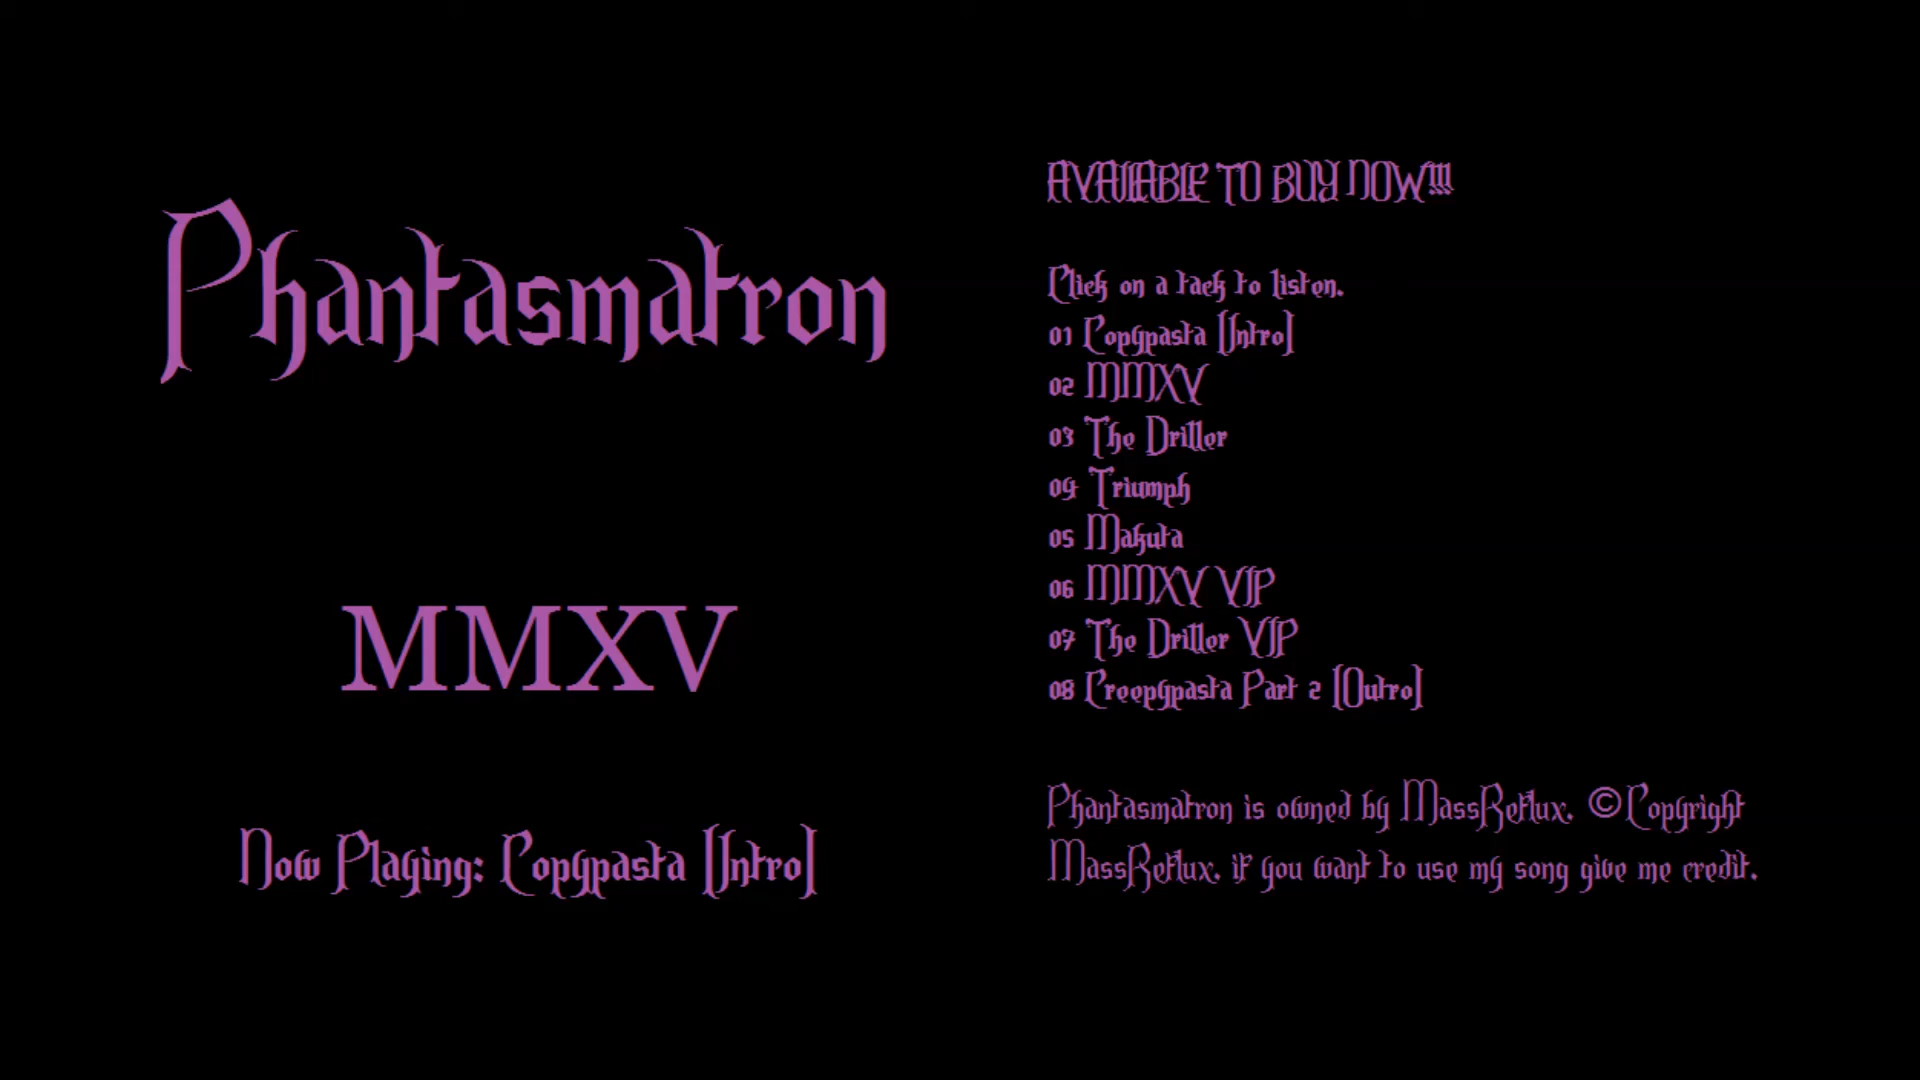 Phantasmatron
MMXV
Now Playing: Copypasta [Intro]
AVAILABLE TO BUY NOW!!!
Click on a tack to listen.
01 Copypasta [Intro]
02 MMXV
03 The Driller
04 Triumph
05 Makuta
06 MMXV VIP
07 The Driller VIP
08 Creepypasta Part 2 [Outro]
Phantasmatron is owned by MassReflux. ©Copyright
MassReflux. if you want to use my song give me credit.